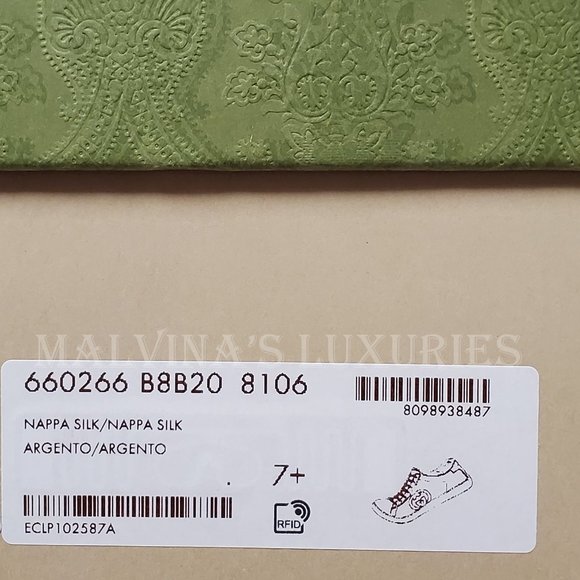 MALVINA'S LUXURIES
660266 B8B20 8106
8098938487
NAPPA SILK/NAPPA SILK
ARGENTO/ARGENTO
. 7+
RFID
ECLP102587A